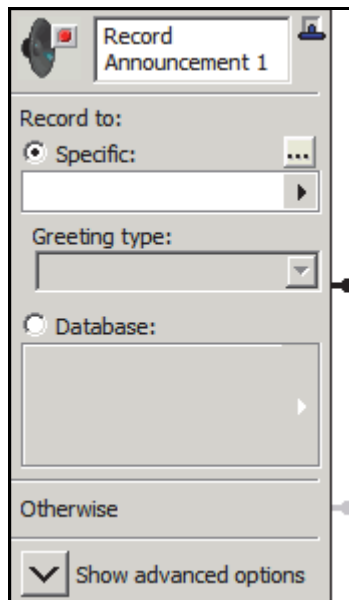 Record
Announcement 1
Record to:
Specific:
...
Greeting type:
Database:
Otherwise
Show advanced options